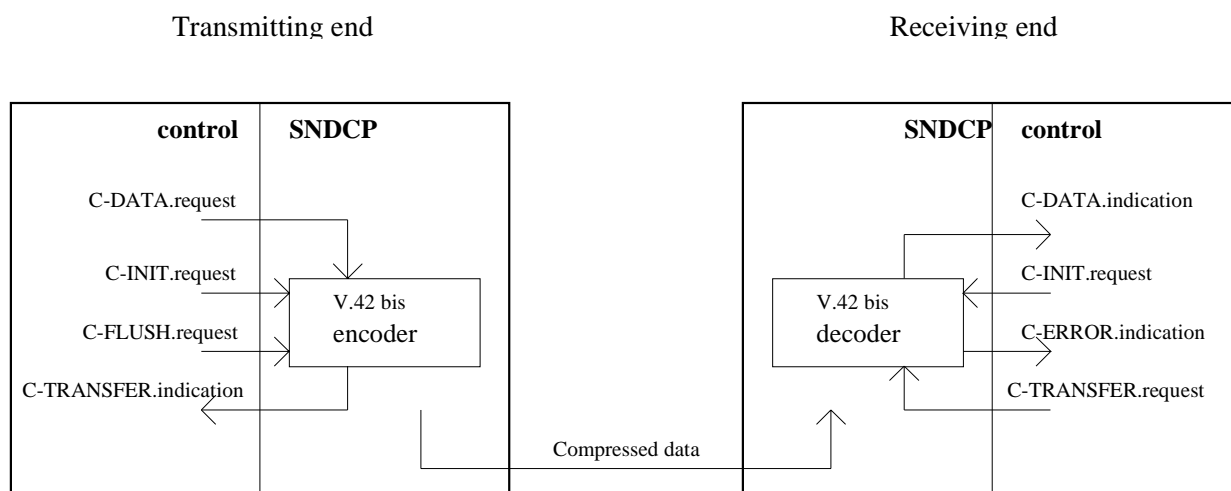 Transmitting end
Receiving end
control
SNDCP
C-DATA.request
C-INIT.request
C-FLUSH.request
C-TRANSFER.indication
V.42 bis
encoder
Compressed data
SNDCP
control
C-DATA.indication
C-INIT.request
C-ERROR.indication
C-TRANSFER.request
V.42 bis
decoder